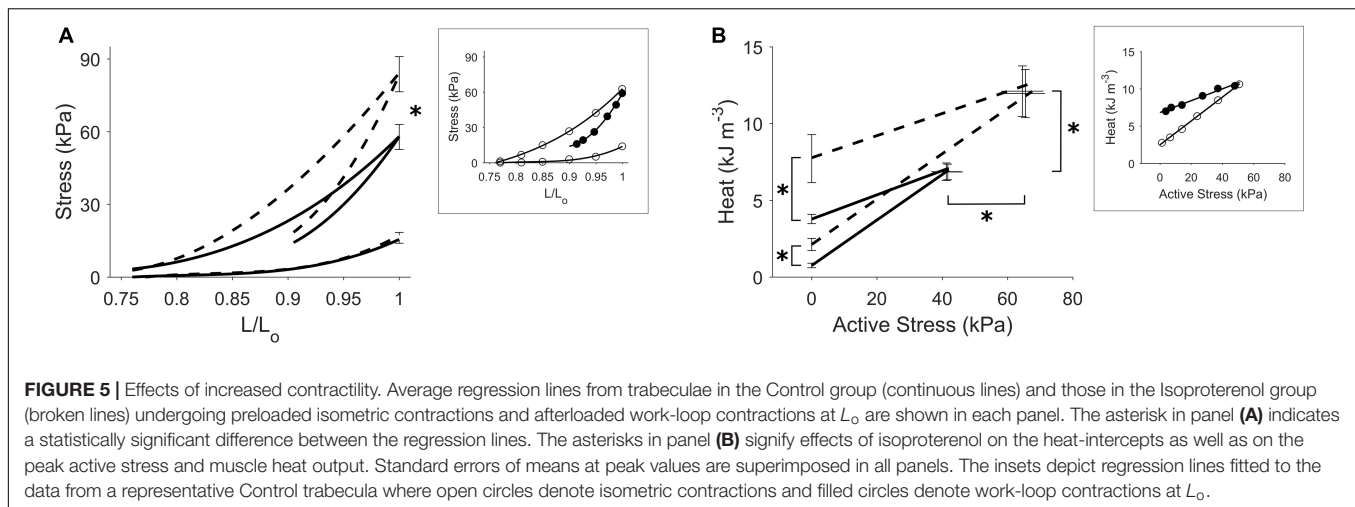 A
90
60
30
0
Stress (kPa)
0.75 0.8 0.85 0.9 0.95 1
L/Lo
*
90
60
30
0
Stress (kPa)
0.75 0.80 0.85 0.90 0.95 1
L/Lo
B
15
10
5
0
Heat (kJ m-3)
0 20 40 60 80
Active Stress (kPa)
*
*
*
*
15
10
5
0
Heat (kJ m-3)
0 20 40 60 80
Active Stress (kPa)
FIGURE 5 | Effects of increased contractility. Average regression lines from trabeculae in the Control group (continuous lines) and those in the Isoproterenol group
(broken lines) undergoing preloaded isometric contractions and afterloaded work-loop contractions at Lo are shown in each panel. The asterisk in panel (A) indicates
a statistically significant difference between the regression lines. The asterisks in panel (B) signify effects of isoproterenol on the heat-intercepts as well as on the
peak active stress and muscle heat output. Standard errors of means at peak values are superimposed in all panels. The insets depict regression lines fitted to the
data from a representative Control trabecula where open circles denote isometric contractions and filled circles denote work-loop contractions at Lo.